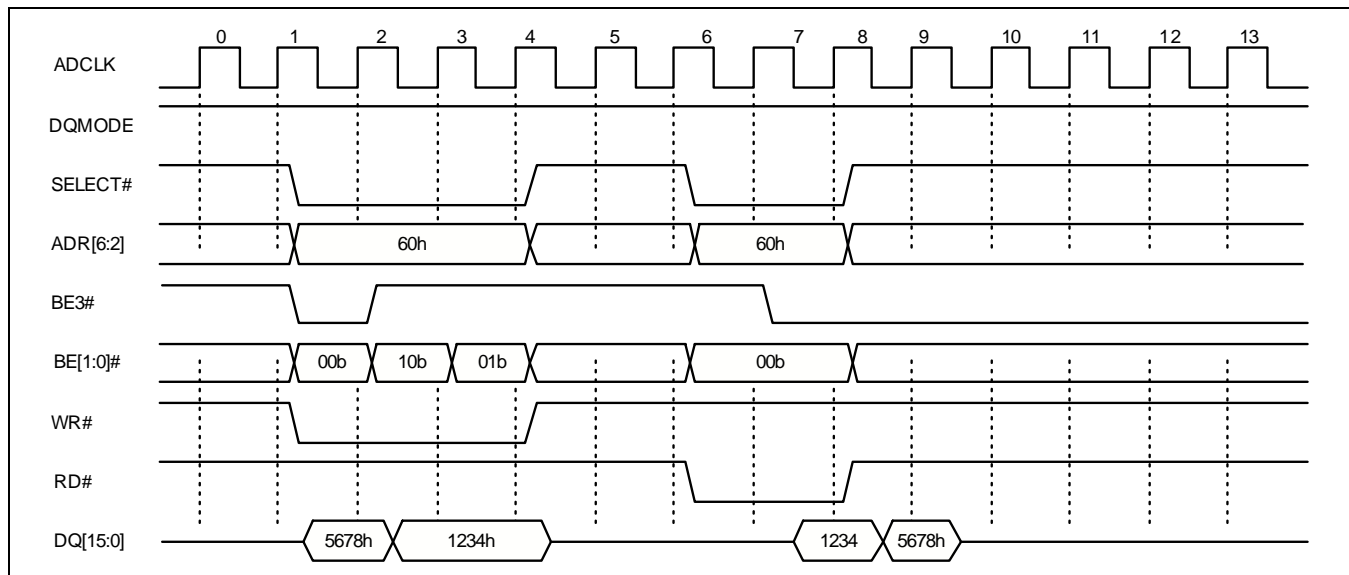 0 1 2 3 4 5 6 7 8 9 10 11 12 13
ADCLK
DQMODE
SELECT#
ADR[6:2] 60h 60h
BE3#
BE[1:0]# 00b 10b 01b 00b
WR#
RD#
DQ[15:0] 5678h 1234h 1234 5678h